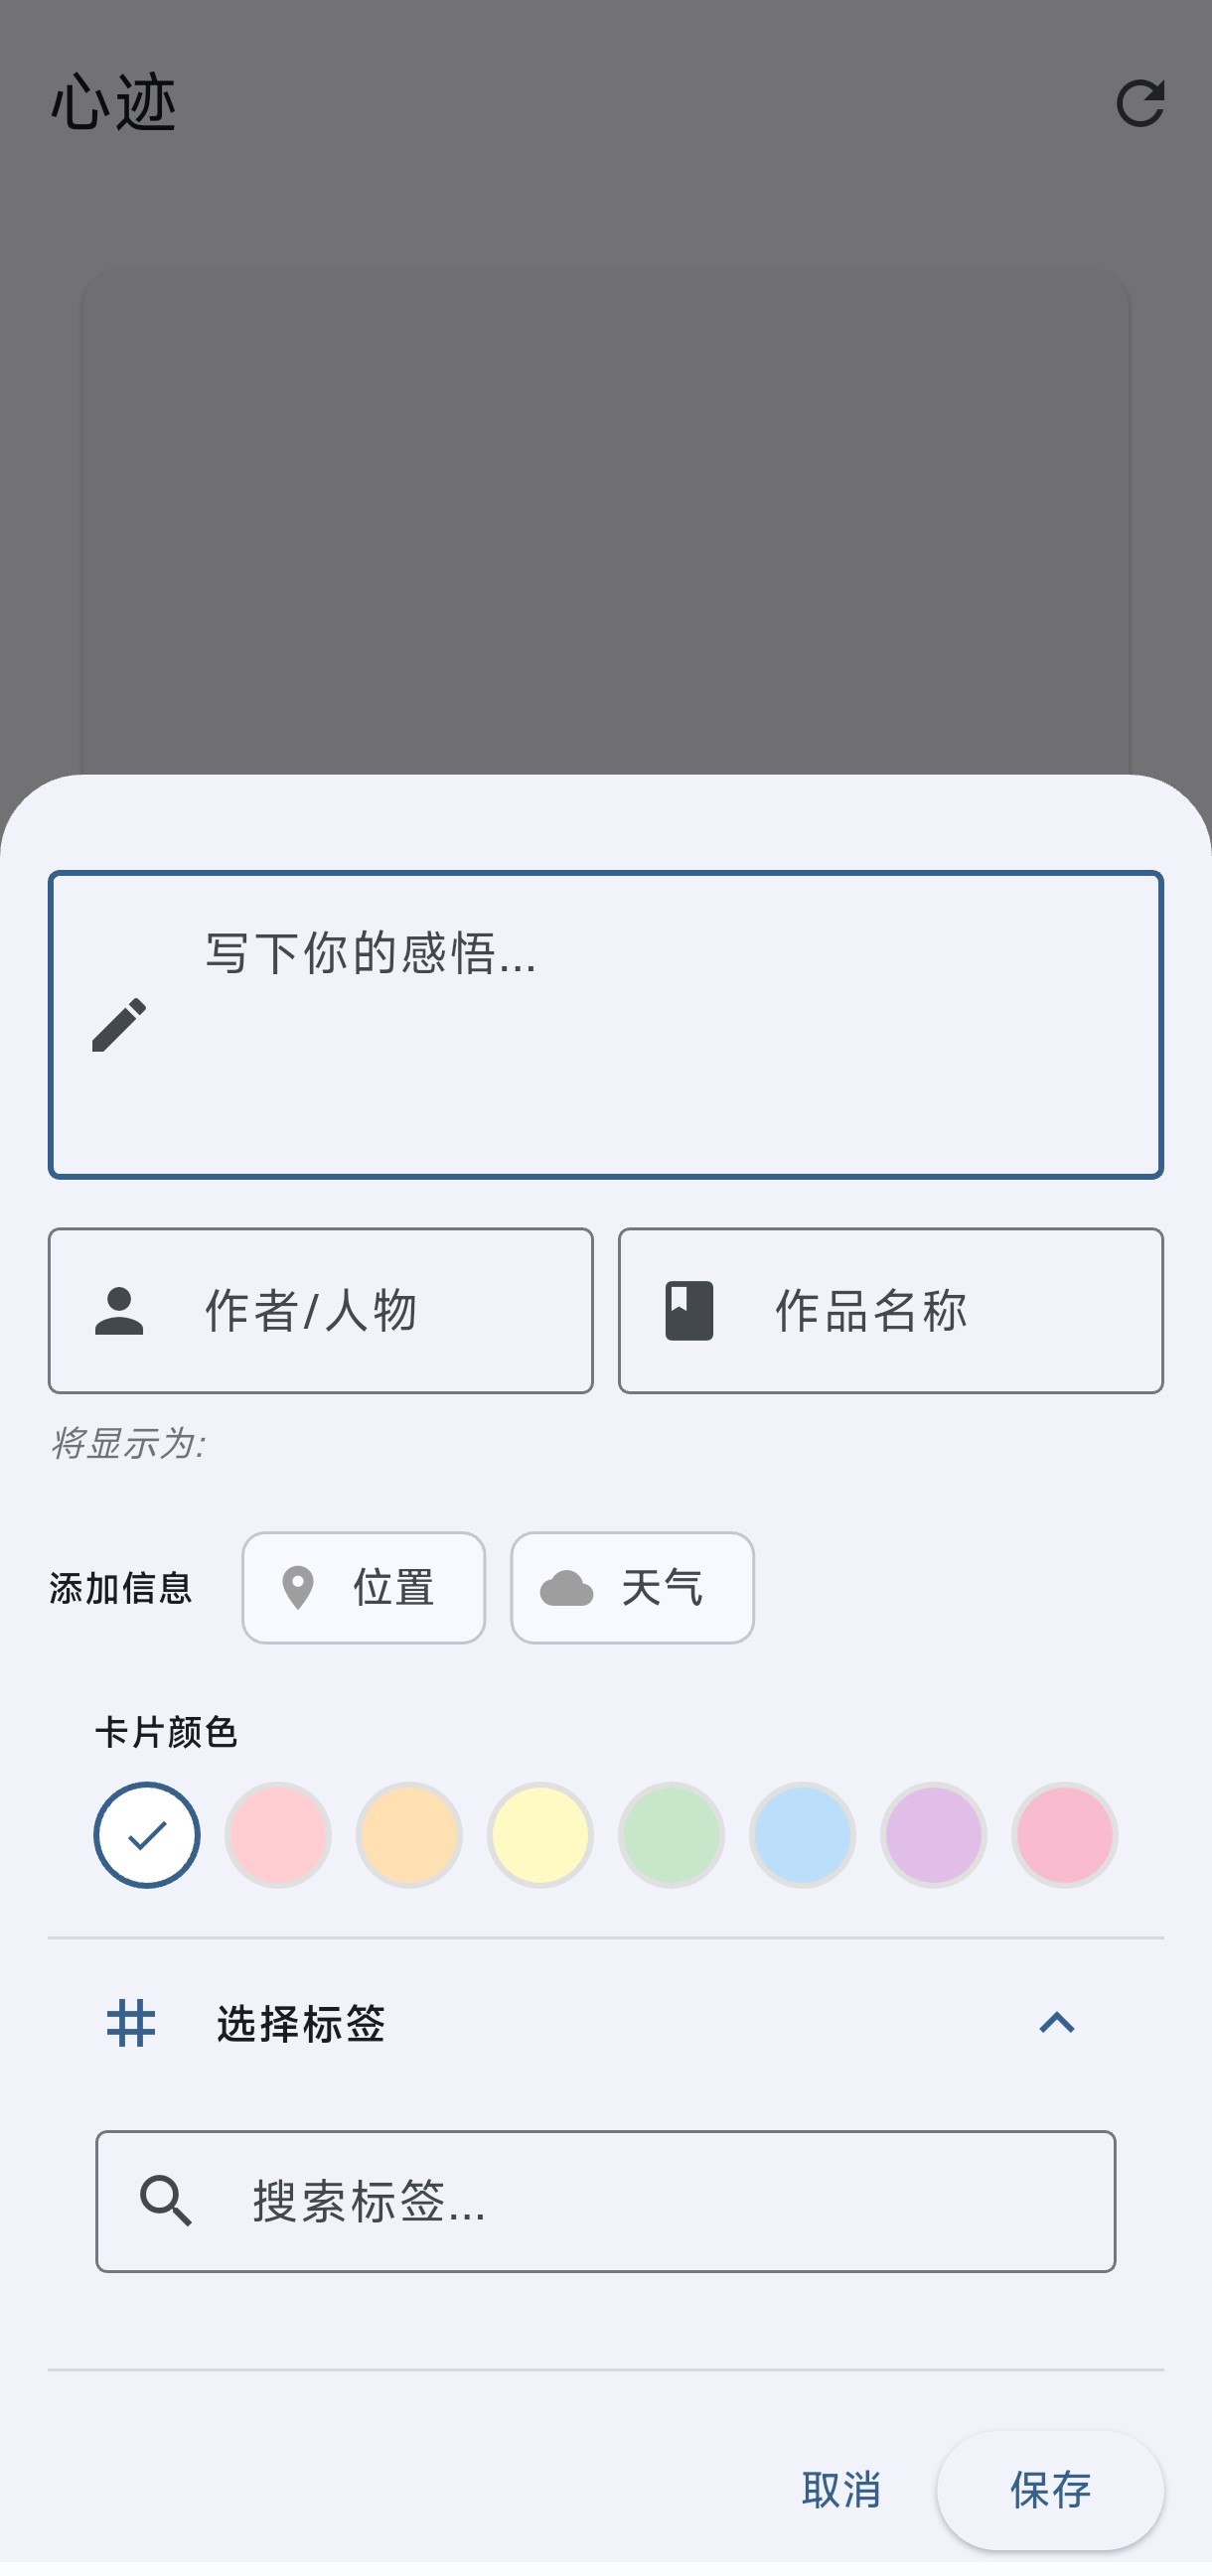 心迹
写下你的感悟...
作者/人物
作品名称
将显示为:
添加信息
位置
天气
卡片颜色
选择标签
搜索标签...
取消
保存